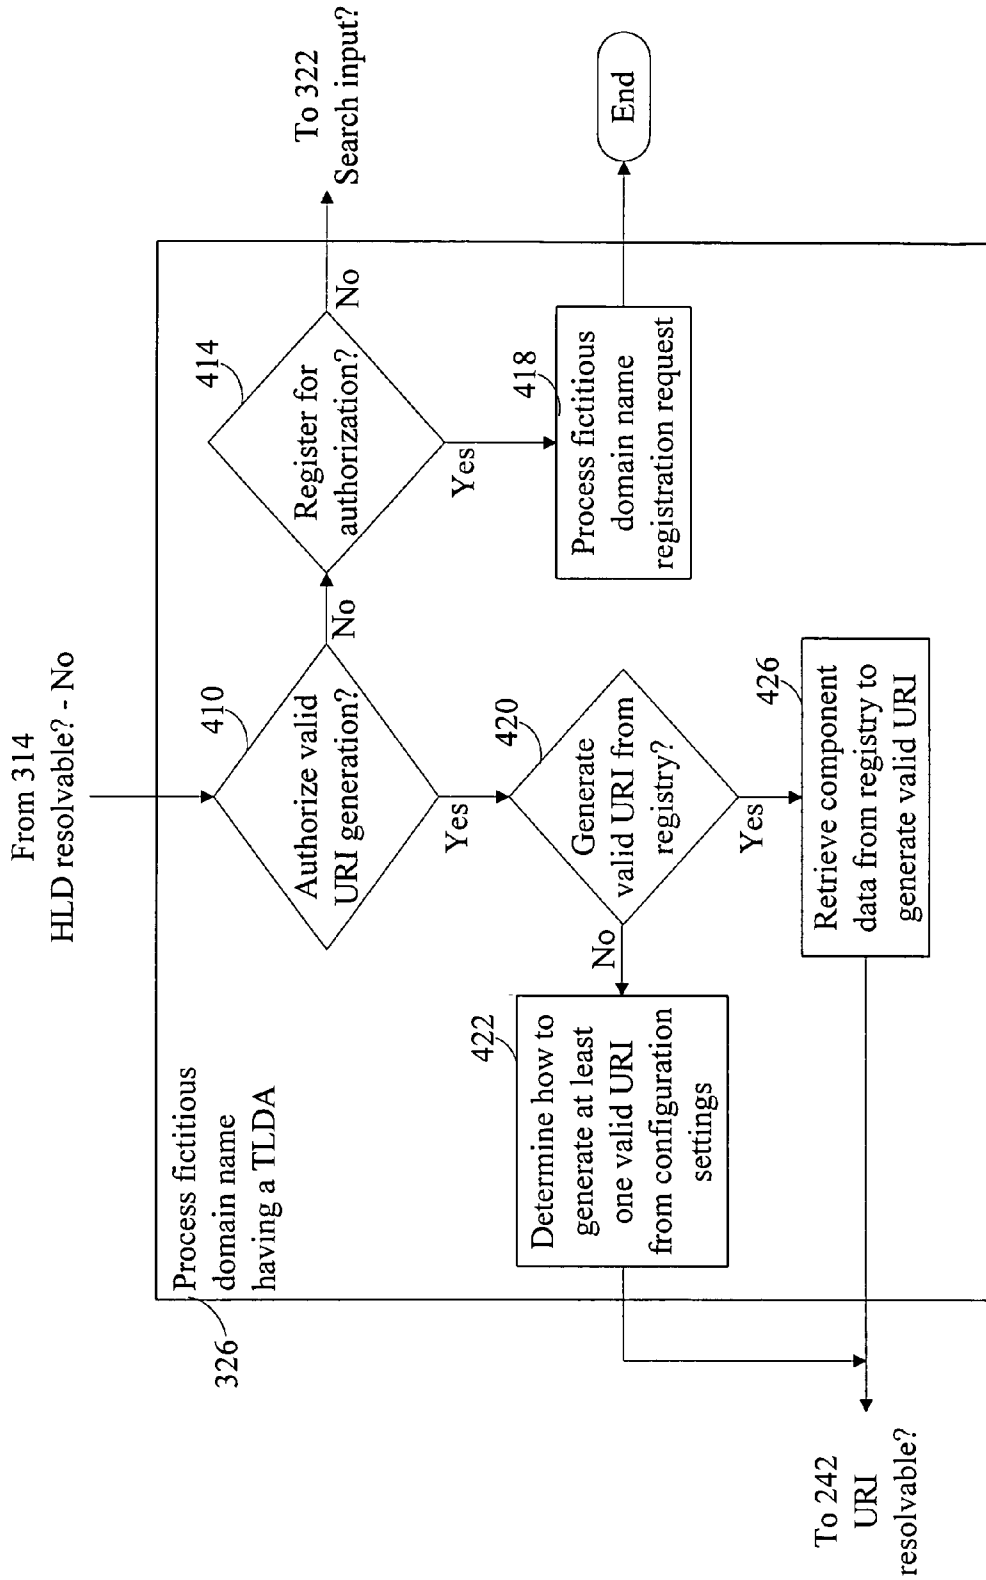 From 314
HLD resolvable? - No
Process fictitious
domain name
having a TLDA
326
410
Authorize valid
URI generation?
No
Yes
414
Register for
authorization?
No
To 322
Search input?
Yes
418
Process fictitious
domain name
registration request
End
420
Generate
valid URI from
registry?
No
Yes
422
Determine how to
generate at least
one valid URI
from configuration
settings
426
Retrieve component
data from registry to
generate valid URI
To 242
URI
resolvable?